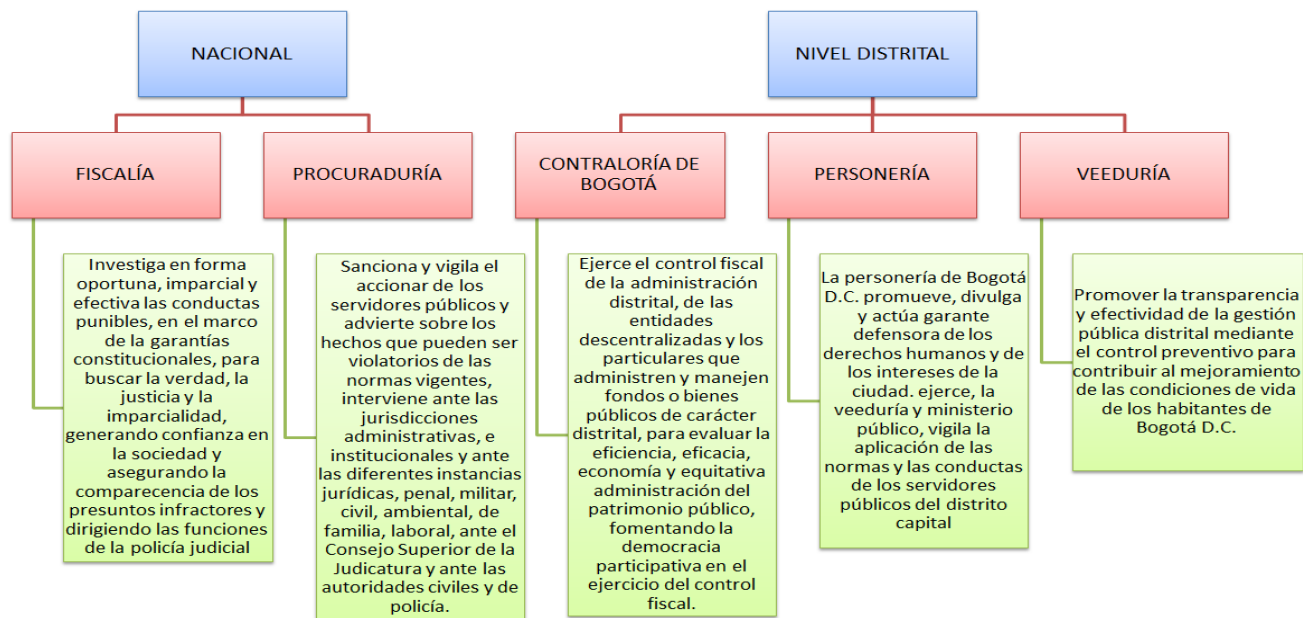 NACIONAL
NIVEL DISTRITAL
FISCALÍA
PROCURADURÍA
CONTRALORÍA DE
BOGOTÁ
PERSONERÍA
VEEDURÍA
Investiga en forma
oportuna, imparcial y
efectiva las conductas
punibles, en el marco
de la garantías
constitucionales, para
buscar la verdad, la
justicia y la
imparcialidad,
generando confianza en
la sociedad y
asegurando la
comparecencia de los
presuntos infractores y
dirigiendo las funciones
de la policía judicial
Sanciona y vigila el
accionar de los
servidores públicos y
advierte sobre los
hechos que pueden ser
violatorios de las
normas vigentes,
interviene ante las
jurisdicciones
administrativas, e
institucionales y ante
las diferentes instancias
jurídicas, penal, militar,
civil, ambiental, de
familia, laboral, ante el
Consejo Superior de la
Judicatura y ante las
autoridades civiles y de
policía.
Ejerce el control fiscal
de la administración
distrital, de las
entidades
descentralizadas y los
particulares que
administren y manejen
fondos o bienes
públicos de carácter
distrital, para evaluar la
eficiencia, eficacia,
economía y equitativa
administración del
patrimonio público,
fomentando la
democracia
participativa en el
ejercicio del control
fiscal.
La personería de Bogotá
D.C. promueve, divulga
y actúa garante
defensora de los
derechos humanos y de
los intereses de la
ciudad. ejerce, la
veeduría y ministerio
público, vigila la
aplicación de las
normas y las conductas
de los servidores
públicos del distrito
capital
Promover la transparencia
y efectividad de la gestión
pública distrital mediante
el control preventivo para
contribuir al mejoramiento
de las condiciones de vida
de los habitantes de
Bogotá D.C.